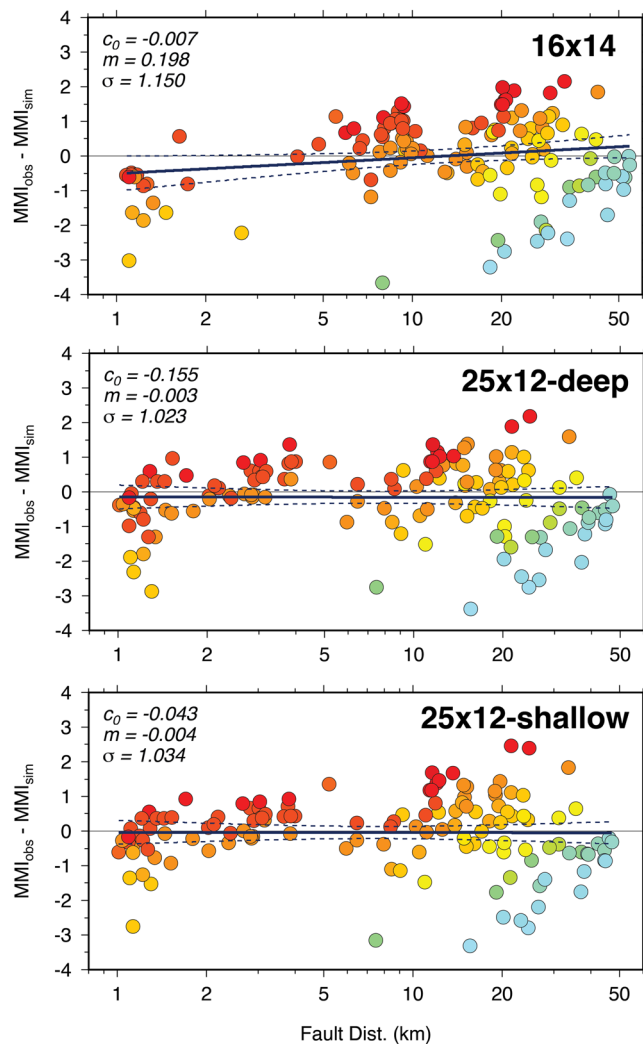 c₀ = -0.007
m = 0.198
σ = 1.150
16x14
MMIobs - MMIsim
4
3
2
1
0
-1
-2
-3
-4
1 2 5 10 20 50
c₀ = -0.155
m = -0.003
σ = 1.023
25x12-deep
MMIobs - MMIsim
4
3
2
1
0
-1
-2
-3
-4
1 2 5 10 20 50
c₀ = -0.043
m = -0.004
σ = 1.034
25x12-shallow
MMIobs - MMIsim
4
3
2
1
0
-1
-2
-3
-4
1 2 5 10 20 50
Fault Dist. (km)